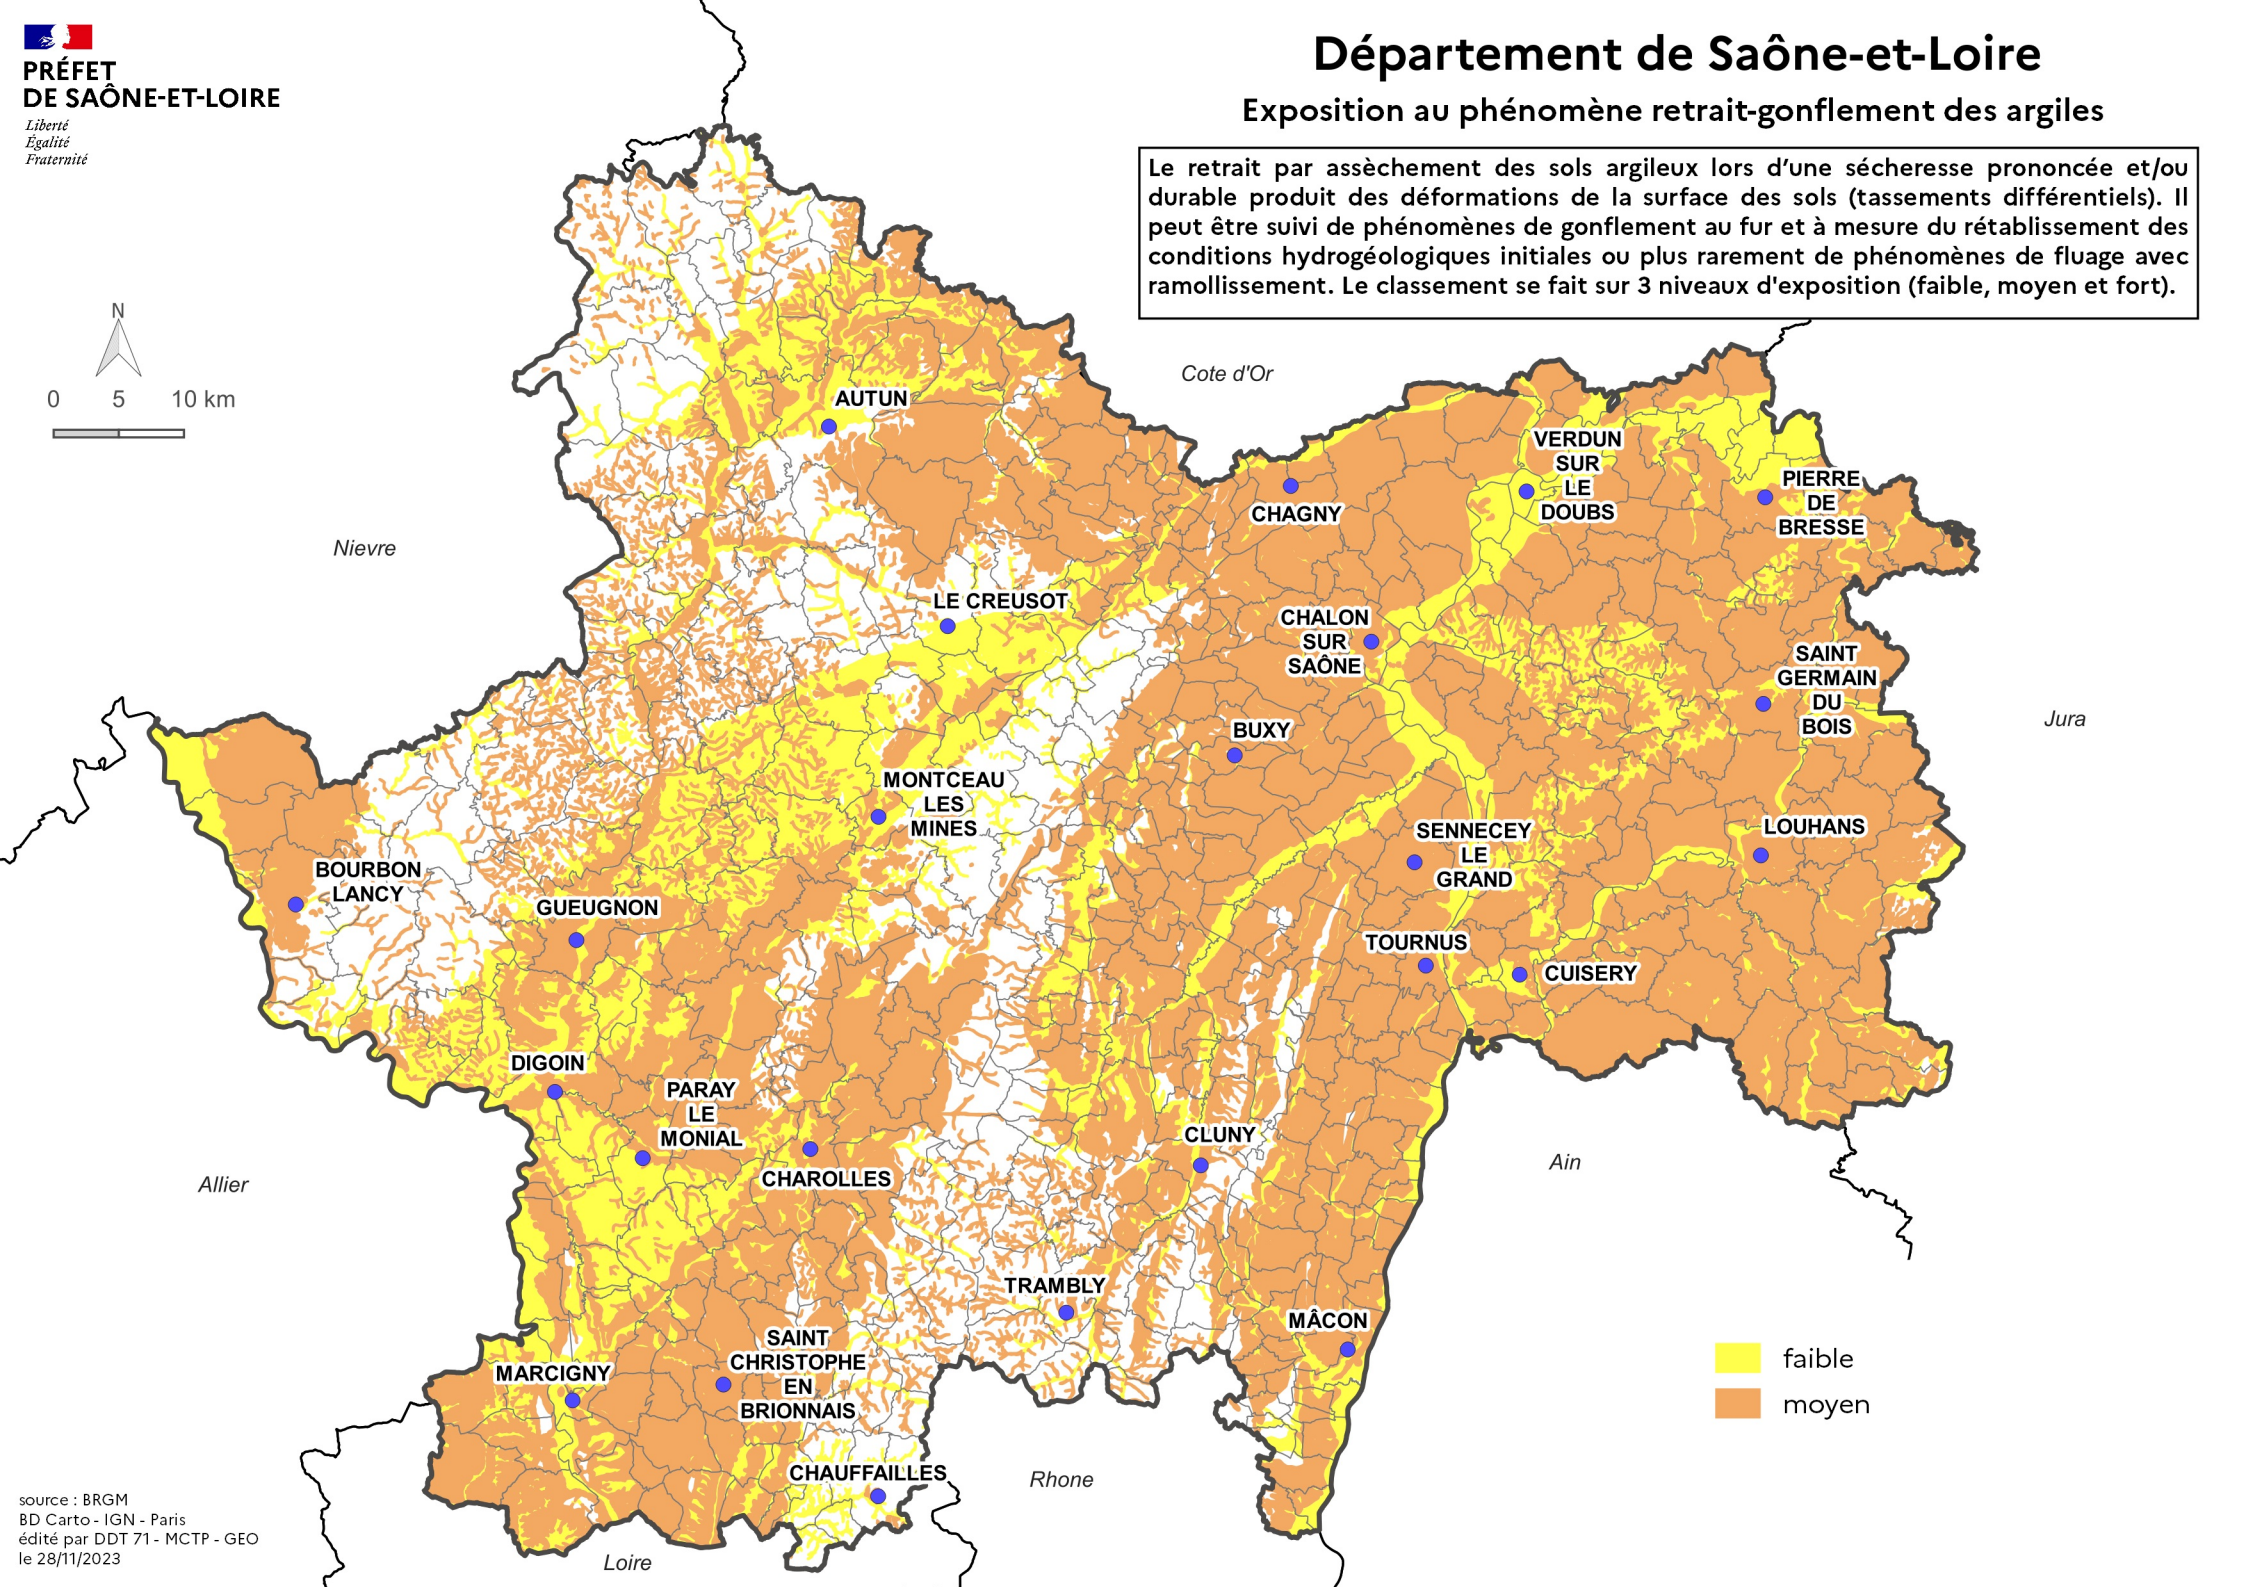 PRÉFET
DE SAÔNE-ET-LOIRE
Liberté
Égalité
Fraternité
Département de Saône-et-Loire
Exposition au phénomène retrait-gonflement des argiles
Le retrait par assèchement des sols argileux lors d’une sécheresse prononcée et/ou
durable produit des déformations de la surface des sols (tassements différentiels). Il
peut être suivi de phénomènes de gonflement au fur et à mesure du rétablissement des
conditions hydrogéologiques initiales ou plus rarement de phénomènes de fluage avec
ramollissement. Le classement se fait sur 3 niveaux d'exposition (faible, moyen et fort).
N
0 5 10 km
Cote d'Or
AUTUN
VERDUN
SUR
LE
DOUBS
PIERRE
DE
BRESSE
CHAGNY
Nievre
LE CREUSOT
CHALON
SUR
SAÔNE
SAINT
GERMAIN
DU
BOIS
Jura
BUXY
MONTCEAU
LES
MINES
SENNECEY
LE
GRAND
LOUHANS
BOURBON
LANCY
GUEUGNON
TOURNUS
CUISERY
DIGOIN
PARAY
LE
MONIAL
CLUNY
CHAROLLES
Allier
Ain
TRAMBLY
MÂCON
SAINT
CHRISTOPHE
EN
BRIONNAIS
MARCIGNY
CHAUFFAILLES
Rhone
Loire
faible
moyen
source : BRGM
BD Carto - IGN - Paris
édité par DDT 71 - MCTP - GEO
le 28/11/2023